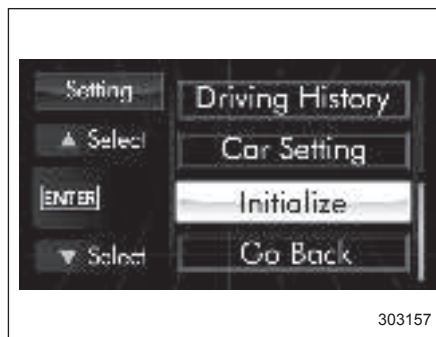 Setting
▲ Select
ENTER
▼ Select
Driving History
Car Setting
Initialize
Go Back
303157